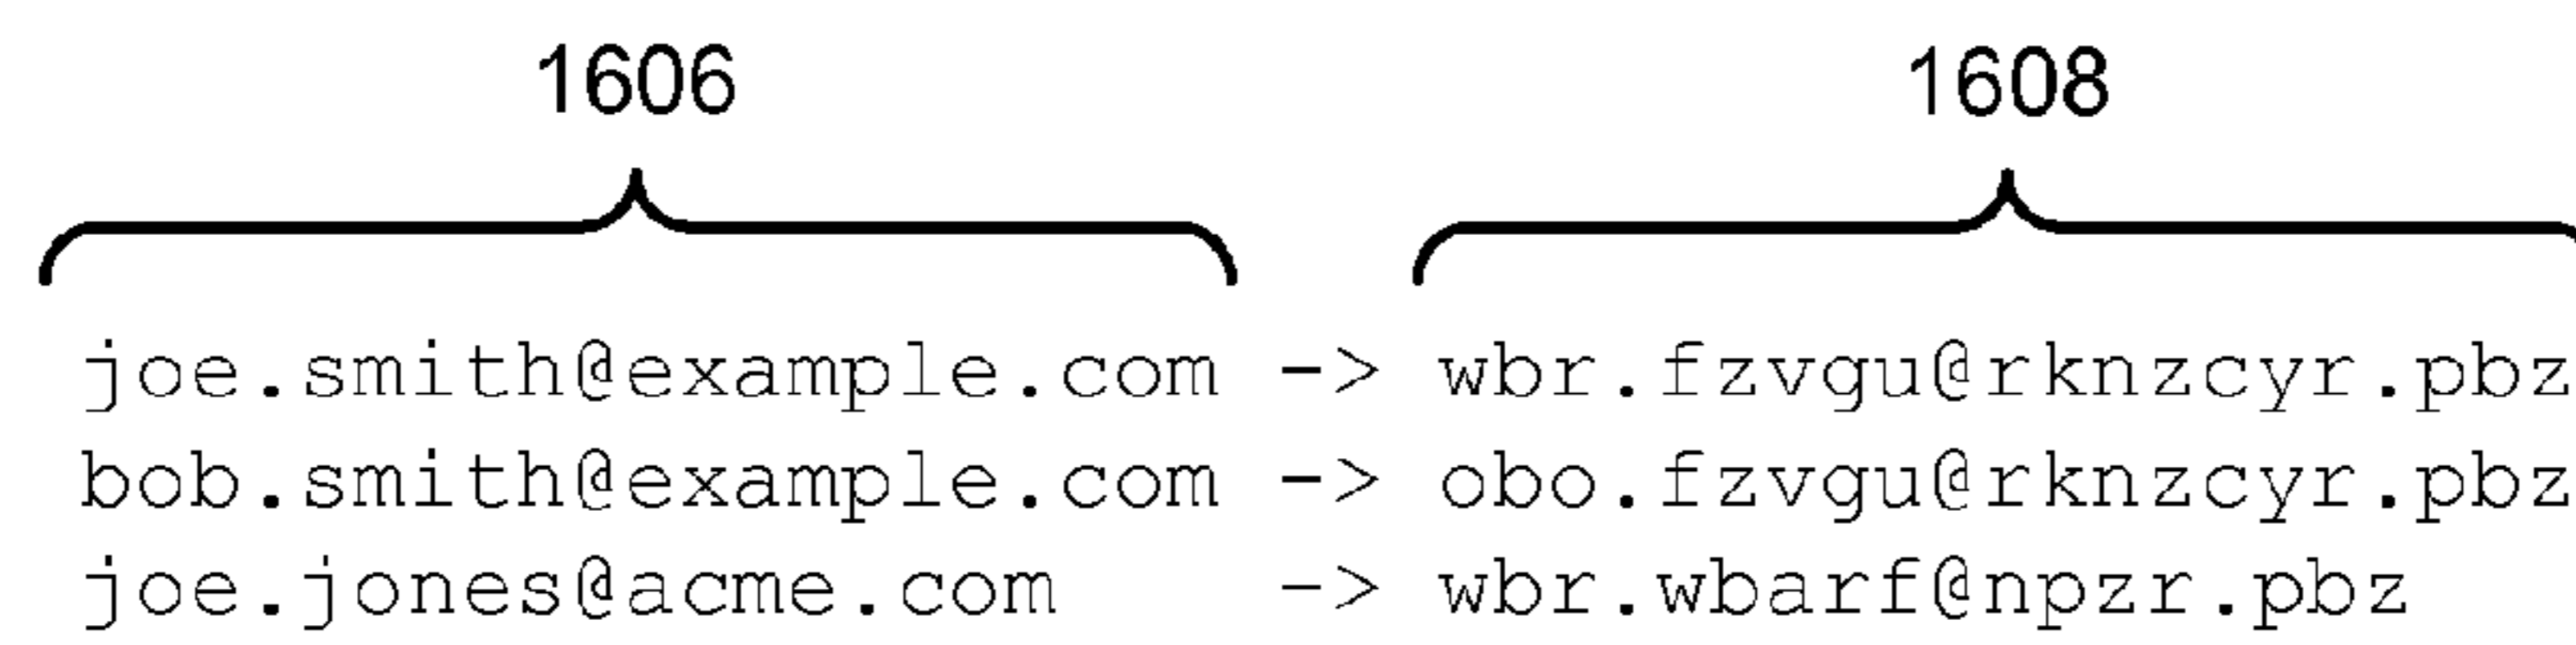 1606 1608
joe.smith@example.com -> wbr.fzvgu@rknzcyr.pbz
bob.smith@example.com -> obo.fzvgu@rknzcyr.pbz
joe.jones@acme.com -> wbr.wbarf@npzr.pbz